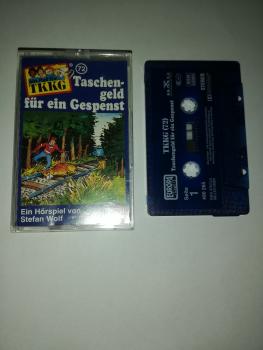 TKKG
72
Taschen-
geld
für ein Gespenst
Ein Hörspiel von
Stefan Wolf
TKKG (72)
Taschengeld für ein Gespenst
EUROPA
Seite
1
STEREO